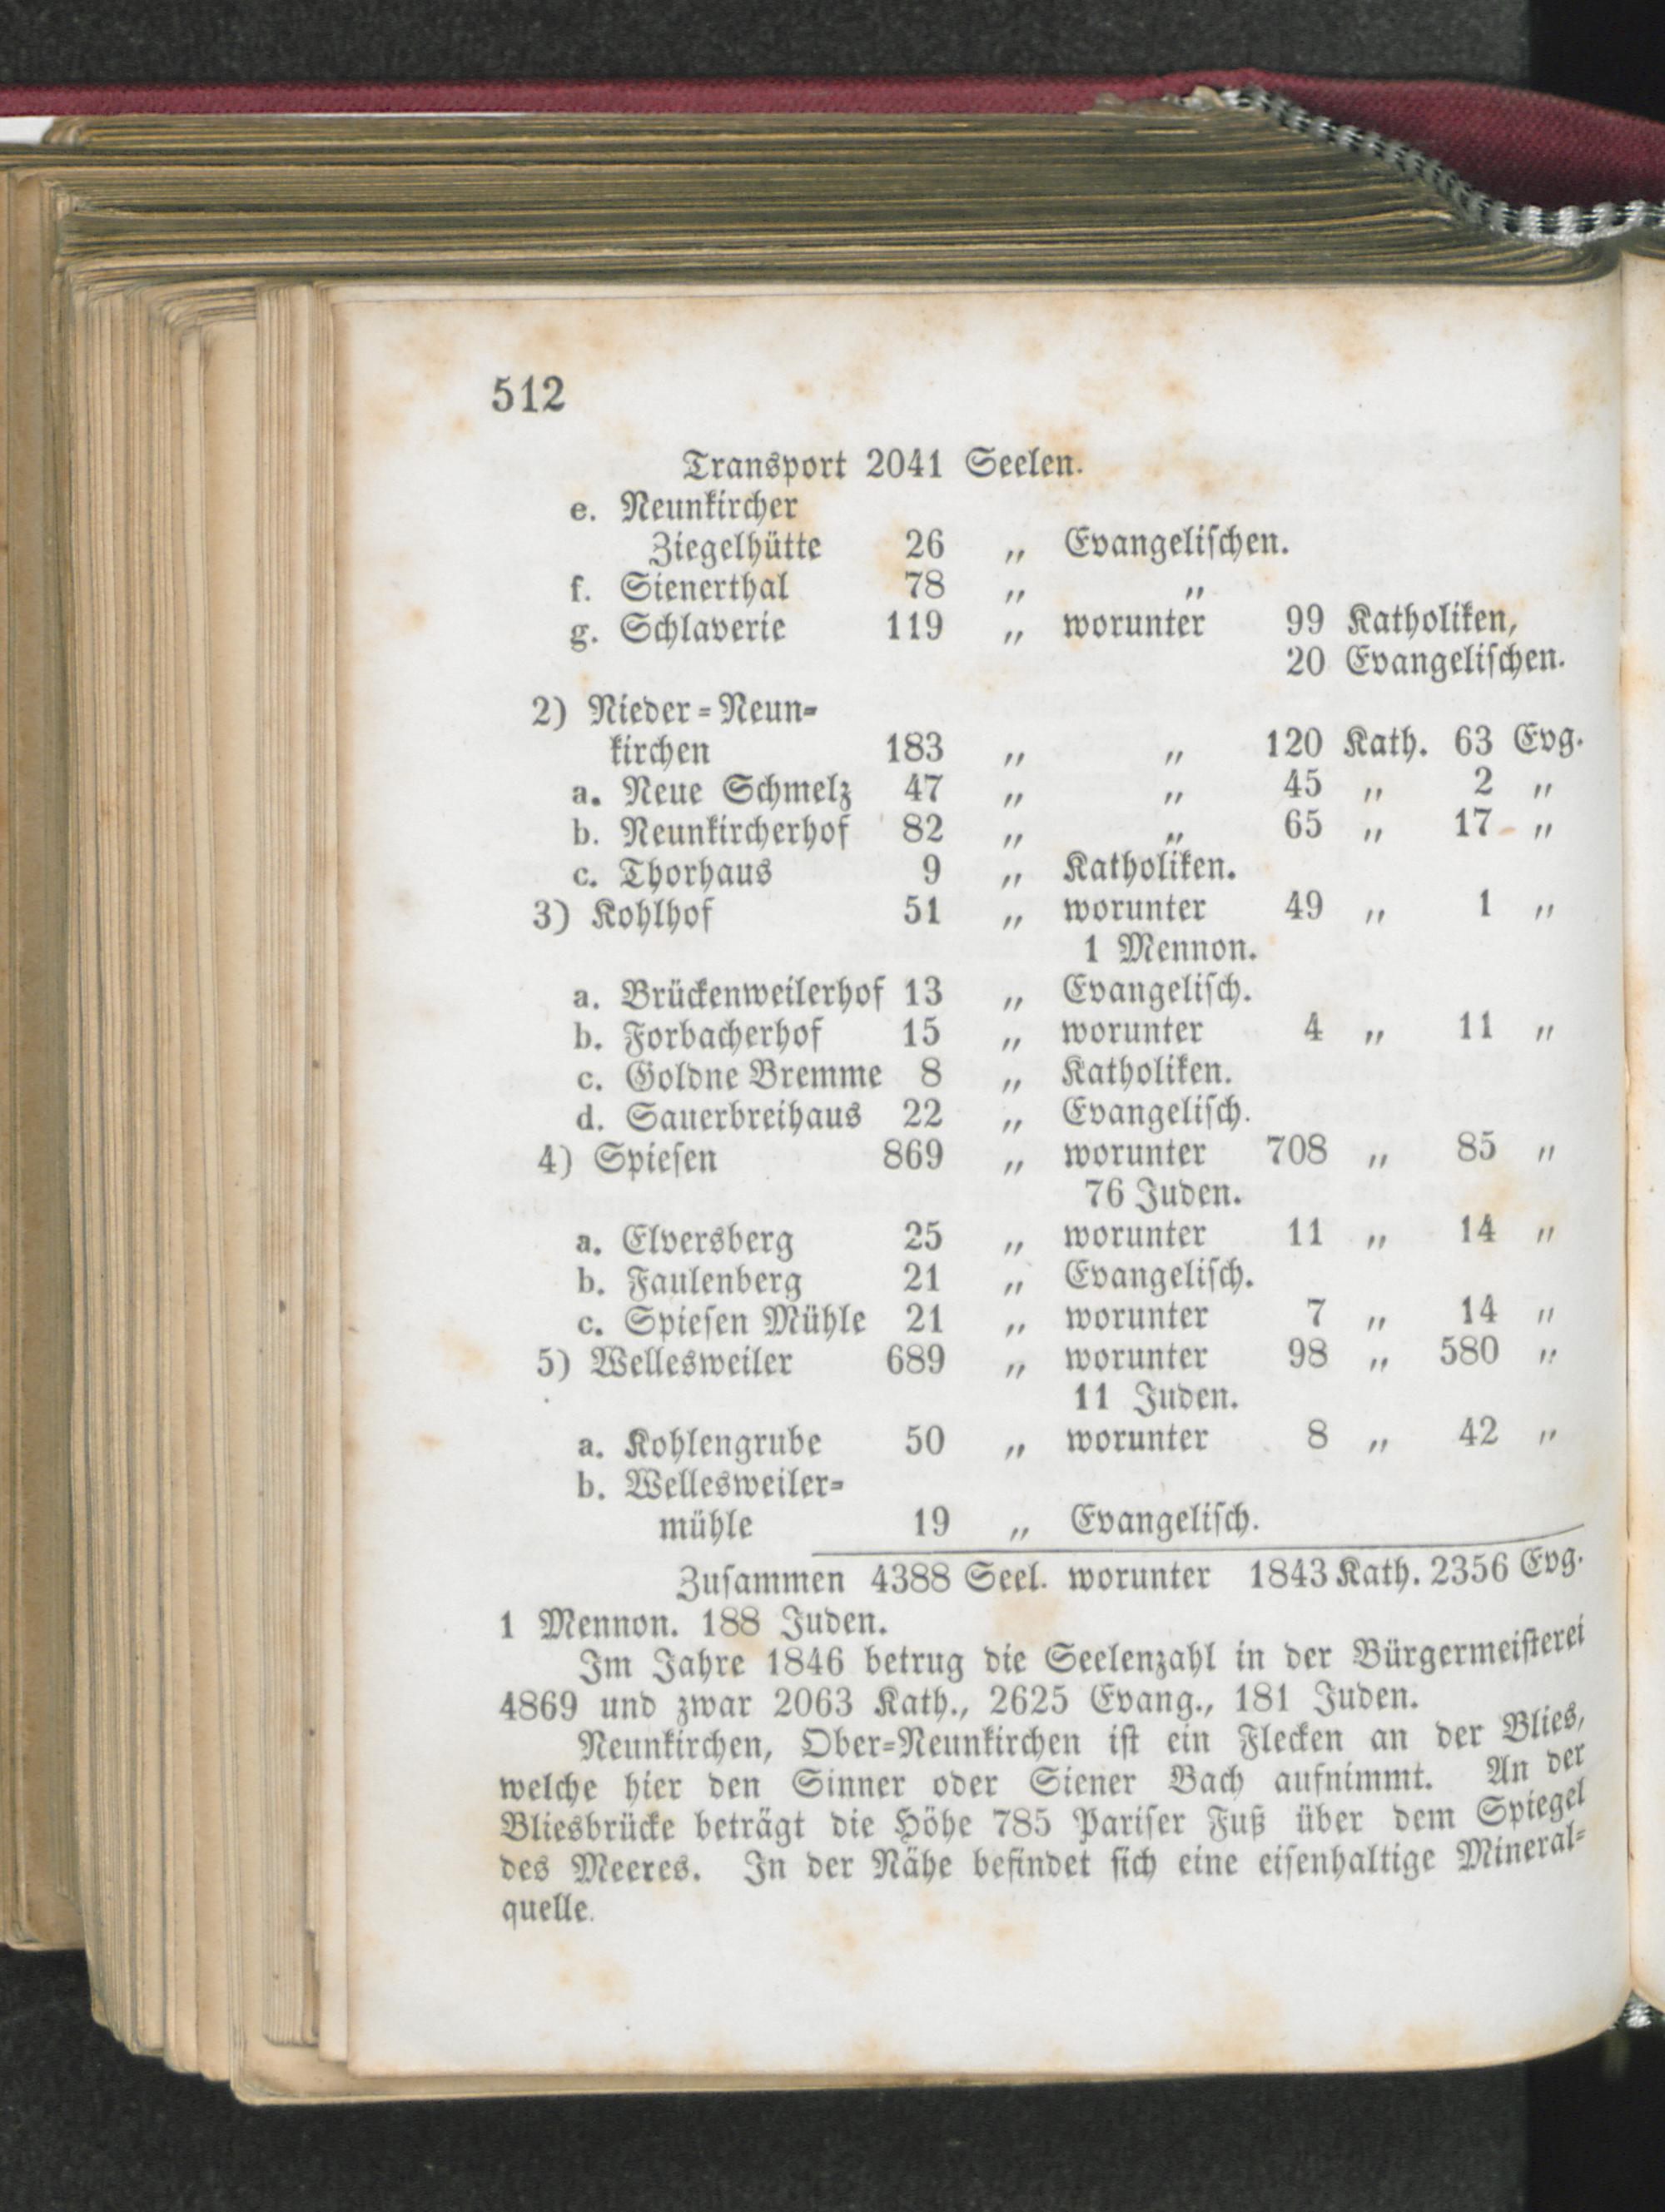 512
Transport 2041 Seelen.
e. Neunkircher
Ziegelhütte 26 „ Evangelischen.
f. Sienerthal 78 „ „
g. Schlaverie 119 „ worunter 99 Katholiken,
20 Evangelischen.
2) Nieder=Neun=
kirchen 183 „ „ 120 Kath. 63 Evg.
a. Neue Schmelz 47 „ „ 45 „ 2 „
b. Neunkircherhof 82 „ „ 65 „ 17 „
c. Thorhaus 9 „ Katholiken.
3) Kohlhof 51 „ worunter 49 „ 1 „
1 Mennon.
a. Brückenweilerhof 13 „ Evangelisch.
b. Forbacherhof 15 „ worunter 4 „ 11 „
c. Goldne Bremme 8 „ Katholiken.
d. Sauerbreihaus 22 „ Evangelisch.
4) Spiesen 869 „ worunter 708 „ 85 „
76 Juden.
a. Elversberg 25 „ worunter 11 „ 14 „
b. Faulenberg 21 „ Evangelisch.
c. Spiesen Mühle 21 „ worunter 7 „ 14 „
5) Wellesweiler 689 „ worunter 98 „ 580 „
11 Juden.
a. Kohlengrube 50 „ worunter 8 „ 42 „
b. Wellesweiler=
mühle 19 „ Evangelisch.
Zusammen 4388 Seel. worunter 1843 Kath. 2356 Evg.
1 Mennon. 188 Juden.
Im Jahre 1846 betrug die Seelenzahl in der Bürgermeisterei
4869 und zwar 2063 Kath., 2625 Evang., 181 Juden.
Neunkirchen, Ober=Neunkirchen ist ein Flecken an der Blies,
welche hier den Sinner oder Siener Bach aufnimmt. An der
Bliesbrücke beträgt die Höhe 785 Pariser Fuß über dem Spiegel
des Meeres. In der Nähe befindet sich eine eisenhaltige Mineral=
quelle.